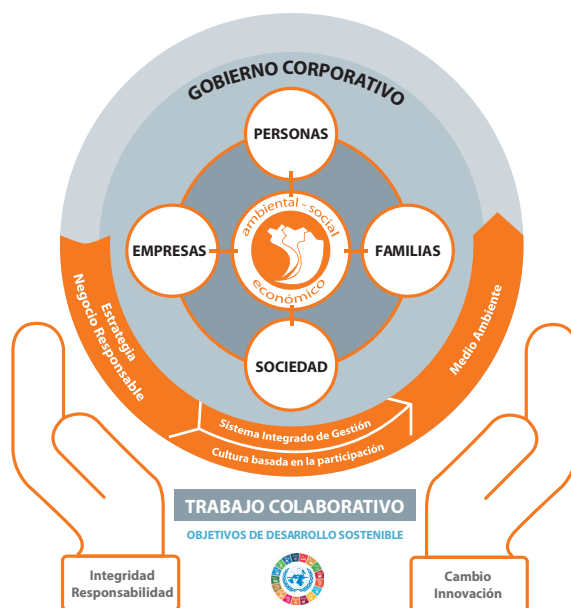 GOBIERNO CORPORATIVO
PERSONAS
ambiental - social
económico
EMPRESAS
FAMILIAS
SOCIEDAD
Estrategia
Negocio Responsable
Sistema Integrado de Gestión
Cultura basada en la participación
Medio Ambiente
TRABAJO COLABORATIVO
OBJETIVOS DE DESARROLLO SOSTENIBLE
Integridad
Responsabilidad
Cambio
Innovación